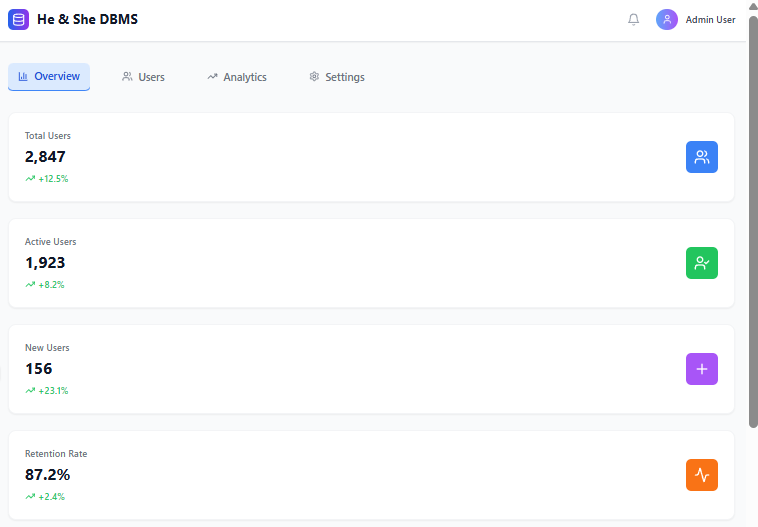 He & She DBMS
Admin User
Overview
Users
Analytics
Settings
Total Users
2,847
+12.5%
Active Users
1,923
+8.2%
New Users
156
+23.1%
Retention Rate
87.2%
+2.4%